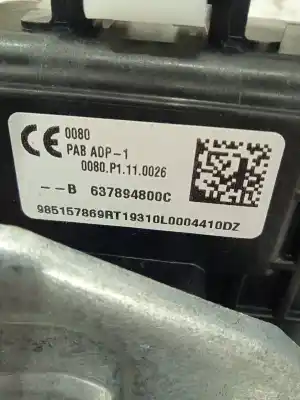 CE 0080
PAB ADP-1
0080.P1.11.0026
--B 637894800C
985157869RT19310L0004410DZ